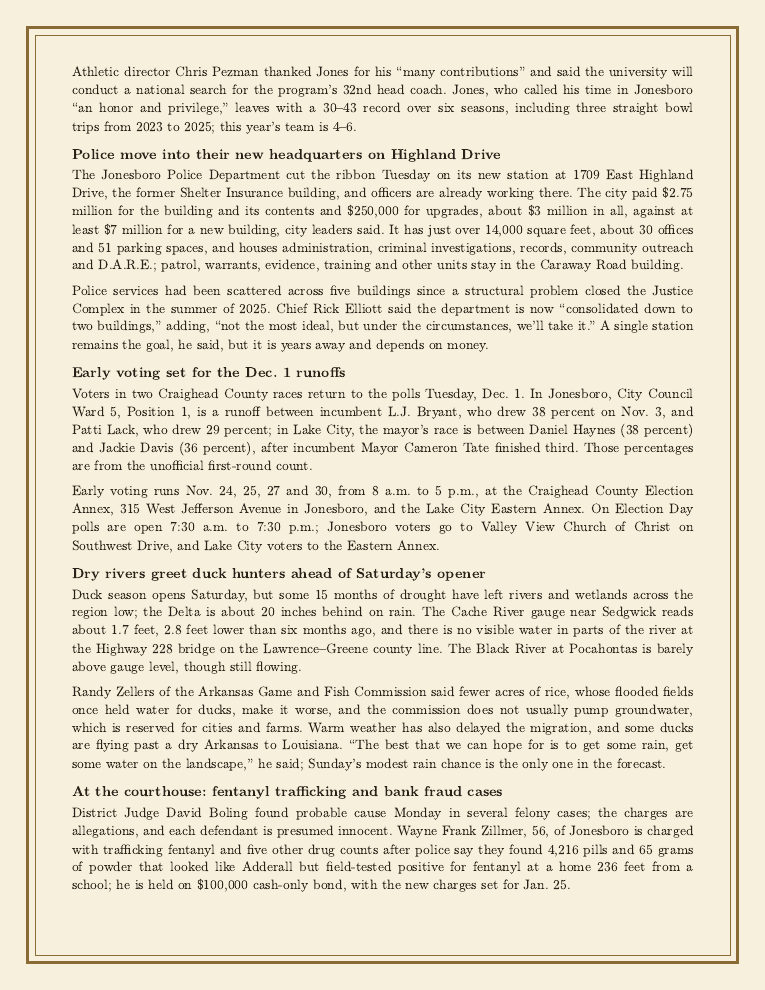 Athletic director Chris Pezman thanked Jones for his “many contributions” and said the university will
conduct a national search for the program’s 32nd head coach. Jones, who called his time in Jonesboro
“an honor and privilege,” leaves with a 30–43 record over six seasons, including three straight bowl
trips from 2023 to 2025; this year’s team is 4–6.
Police move into their new headquarters on Highland Drive
The Jonesboro Police Department cut the ribbon Tuesday on its new station at 1709 East Highland
Drive, the former Shelter Insurance building, and officers are already working there. The city paid $2.75
million for the building and its contents and $250,000 for upgrades, about $3 million in all, against at
least $7 million for a new building, city leaders said. It has just over 14,000 square feet, about 30 offices
and 51 parking spaces, and houses administration, criminal investigations, records, community outreach
and D.A.R.E.; patrol, warrants, evidence, training and other units stay in the Caraway Road building.
Police services had been scattered across five buildings since a structural problem closed the Justice
Complex in the summer of 2025. Chief Rick Elliott said the department is now “consolidated down to
two buildings,” adding, “not the most ideal, but under the circumstances, we’ll take it.” A single station
remains the goal, he said, but it is years away and depends on money.
Early voting set for the Dec. 1 runoffs
Voters in two Craighead County races return to the polls Tuesday, Dec. 1. In Jonesboro, City Council
Ward 5, Position 1, is a runoff between incumbent L.J. Bryant, who drew 38 percent on Nov. 3, and
Patti Lack, who drew 29 percent; in Lake City, the mayor’s race is between Daniel Haynes (38 percent)
and Jackie Davis (36 percent), after incumbent Mayor Cameron Tate finished third. Those percentages
are from the unofficial first-round count.
Early voting runs Nov. 24, 25, 27 and 30, from 8 a.m. to 5 p.m., at the Craighead County Election
Annex, 315 West Jefferson Avenue in Jonesboro, and the Lake City Eastern Annex. On Election Day
polls are open 7:30 a.m. to 7:30 p.m.; Jonesboro voters go to Valley View Church of Christ on
Southwest Drive, and Lake City voters to the Eastern Annex.
Dry rivers greet duck hunters ahead of Saturday’s opener
Duck season opens Saturday, but some 15 months of drought have left rivers and wetlands across the
region low; the Delta is about 20 inches behind on rain. The Cache River gauge near Sedgwick reads
about 1.7 feet, 2.8 feet lower than six months ago, and there is no visible water in parts of the river at
the Highway 228 bridge on the Lawrence–Greene county line. The Black River at Pocahontas is barely
above gauge level, though still flowing.
Randy Zellers of the Arkansas Game and Fish Commission said fewer acres of rice, whose flooded fields
once held water for ducks, make it worse, and the commission does not usually pump groundwater,
which is reserved for cities and farms. Warm weather has also delayed the migration, and some ducks
are flying past a dry Arkansas to Louisiana. “The best that we can hope for is to get some rain, get
some water on the landscape,” he said; Sunday’s modest rain chance is the only one in the forecast.
At the courthouse: fentanyl trafficking and bank fraud cases
District Judge David Boling found probable cause Monday in several felony cases; the charges are
allegations, and each defendant is presumed innocent. Wayne Frank Zillmer, 56, of Jonesboro is charged
with trafficking fentanyl and five other drug counts after police say they found 4,216 pills and 65 grams
of powder that looked like Adderall but field-tested positive for fentanyl at a home 236 feet from a
school; he is held on $100,000 cash-only bond, with the new charges set for Jan. 25.